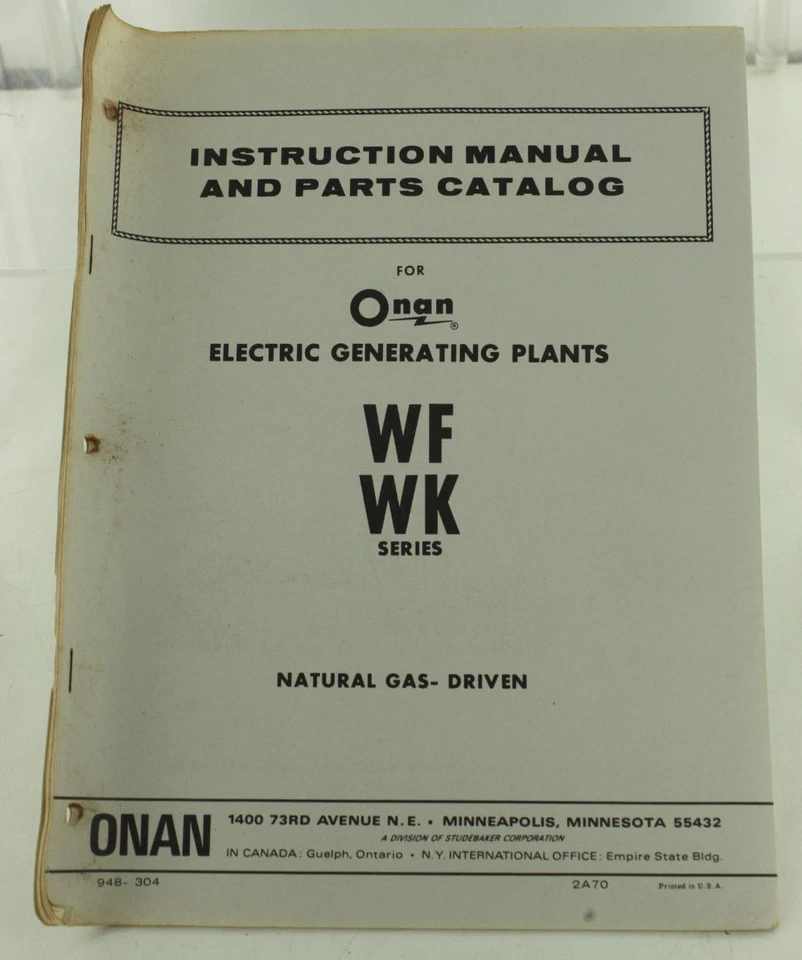 INSTRUCTION MANUAL
AND PARTS CATALOG
FOR
Onan ®
ELECTRIC GENERATING PLANTS
WF
WK
SERIES
NATURAL GAS- DRIVEN
ONAN
1400 73RD AVENUE N.E. • MINNEAPOLIS, MINNESOTA 55432
A DIVISION OF STUDEBAKER CORPORATION
IN CANADA: Guelph, Ontario • N.Y. INTERNATIONAL OFFICE: Empire State Bldg.
948- 304
2A70
Printed in U.S.A.